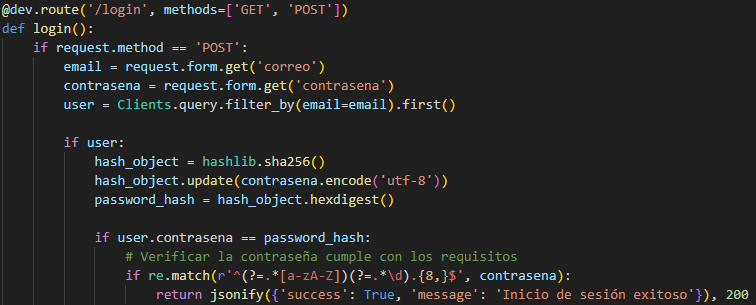 @dev.route('/login', methods=['GET', 'POST'])
def login():
    if request.method == 'POST':
        email = request.form.get('correo')
        contrasena = request.form.get('contrasena')
        user = Clients.query.filter_by(email=email).first()

        if user:
            hash_object = hashlib.sha256()
            hash_object.update(contrasena.encode('utf-8'))
            password_hash = hash_object.hexdigest()

            if user.contrasena == password_hash:
                # Verificar la contraseña cumple con los requisitos
                if re.match(r'^(?=.*[a-zA-Z])(?=.*\d).{8,}$', contrasena):
                    return jsonify({'success': True, 'message': 'Inicio de sesión exitoso'}), 200